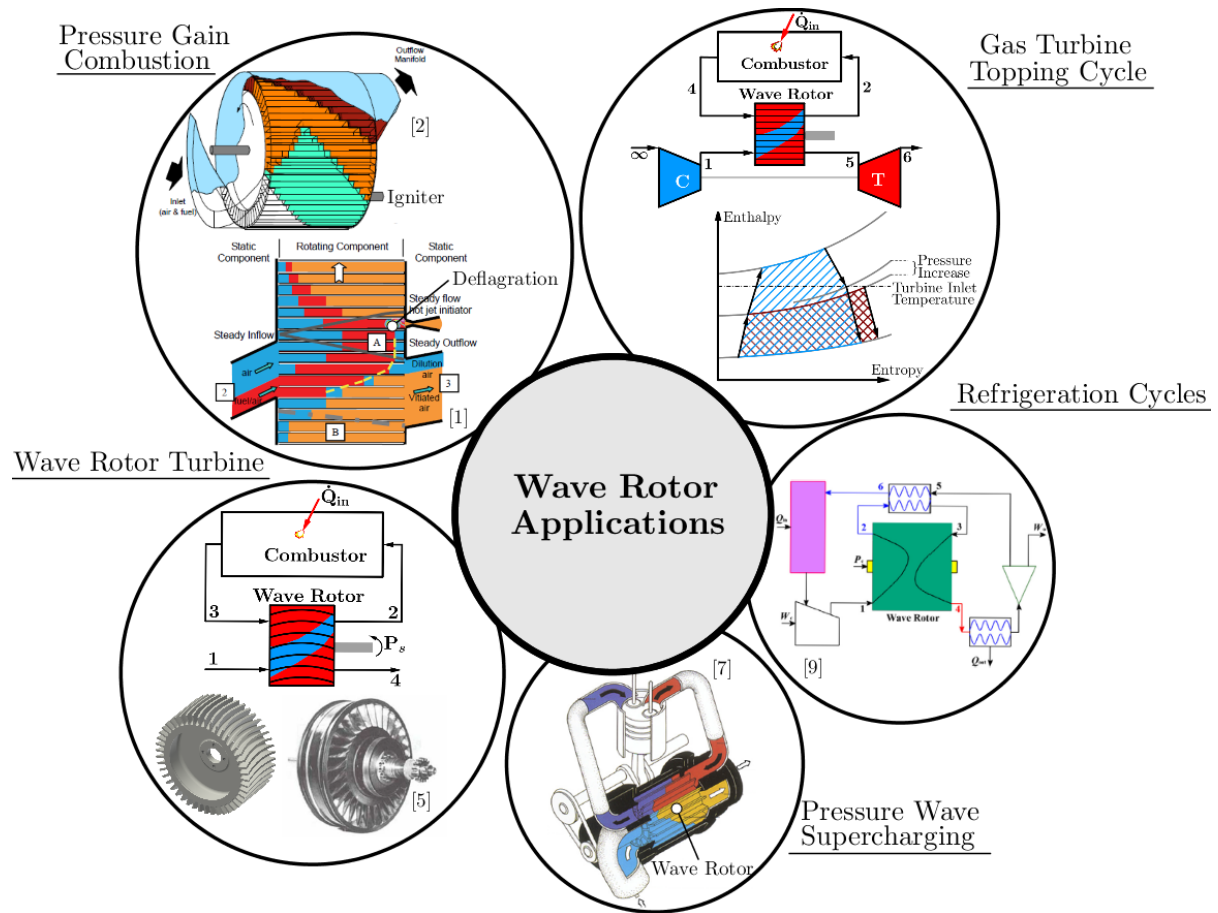 Pressure Gain
Combustion
Outflow
Manifold
[2]
Inlet
(air & fuel)
Igniter
Static
Component
Rotating Component
Static
Component
Deflagration
Steady flow
hot jet initiator
Steady Inflow
A
Steady Outflow
air
Dilution
air
2
fuel/air
3
Vitiated
air
B
[1]
Gas Turbine
Topping Cycle
Q̇in
Combustor
4
Wave Rotor
2
∞
1
5
6
C
T
Enthalpy
Pressure
Increase
Turbine Inlet
Temperature
Entropy
Refrigeration Cycles
6
5
Qin
2
3
Wc
1
4
Wave Rotor
Qout
[9]
Wave Rotor
Applications
Wave Rotor Turbine
Q̇in
Combustor
3
Wave Rotor
2
1
Ps
4
[5]
[7]
Wave Rotor
Pressure Wave
Supercharging